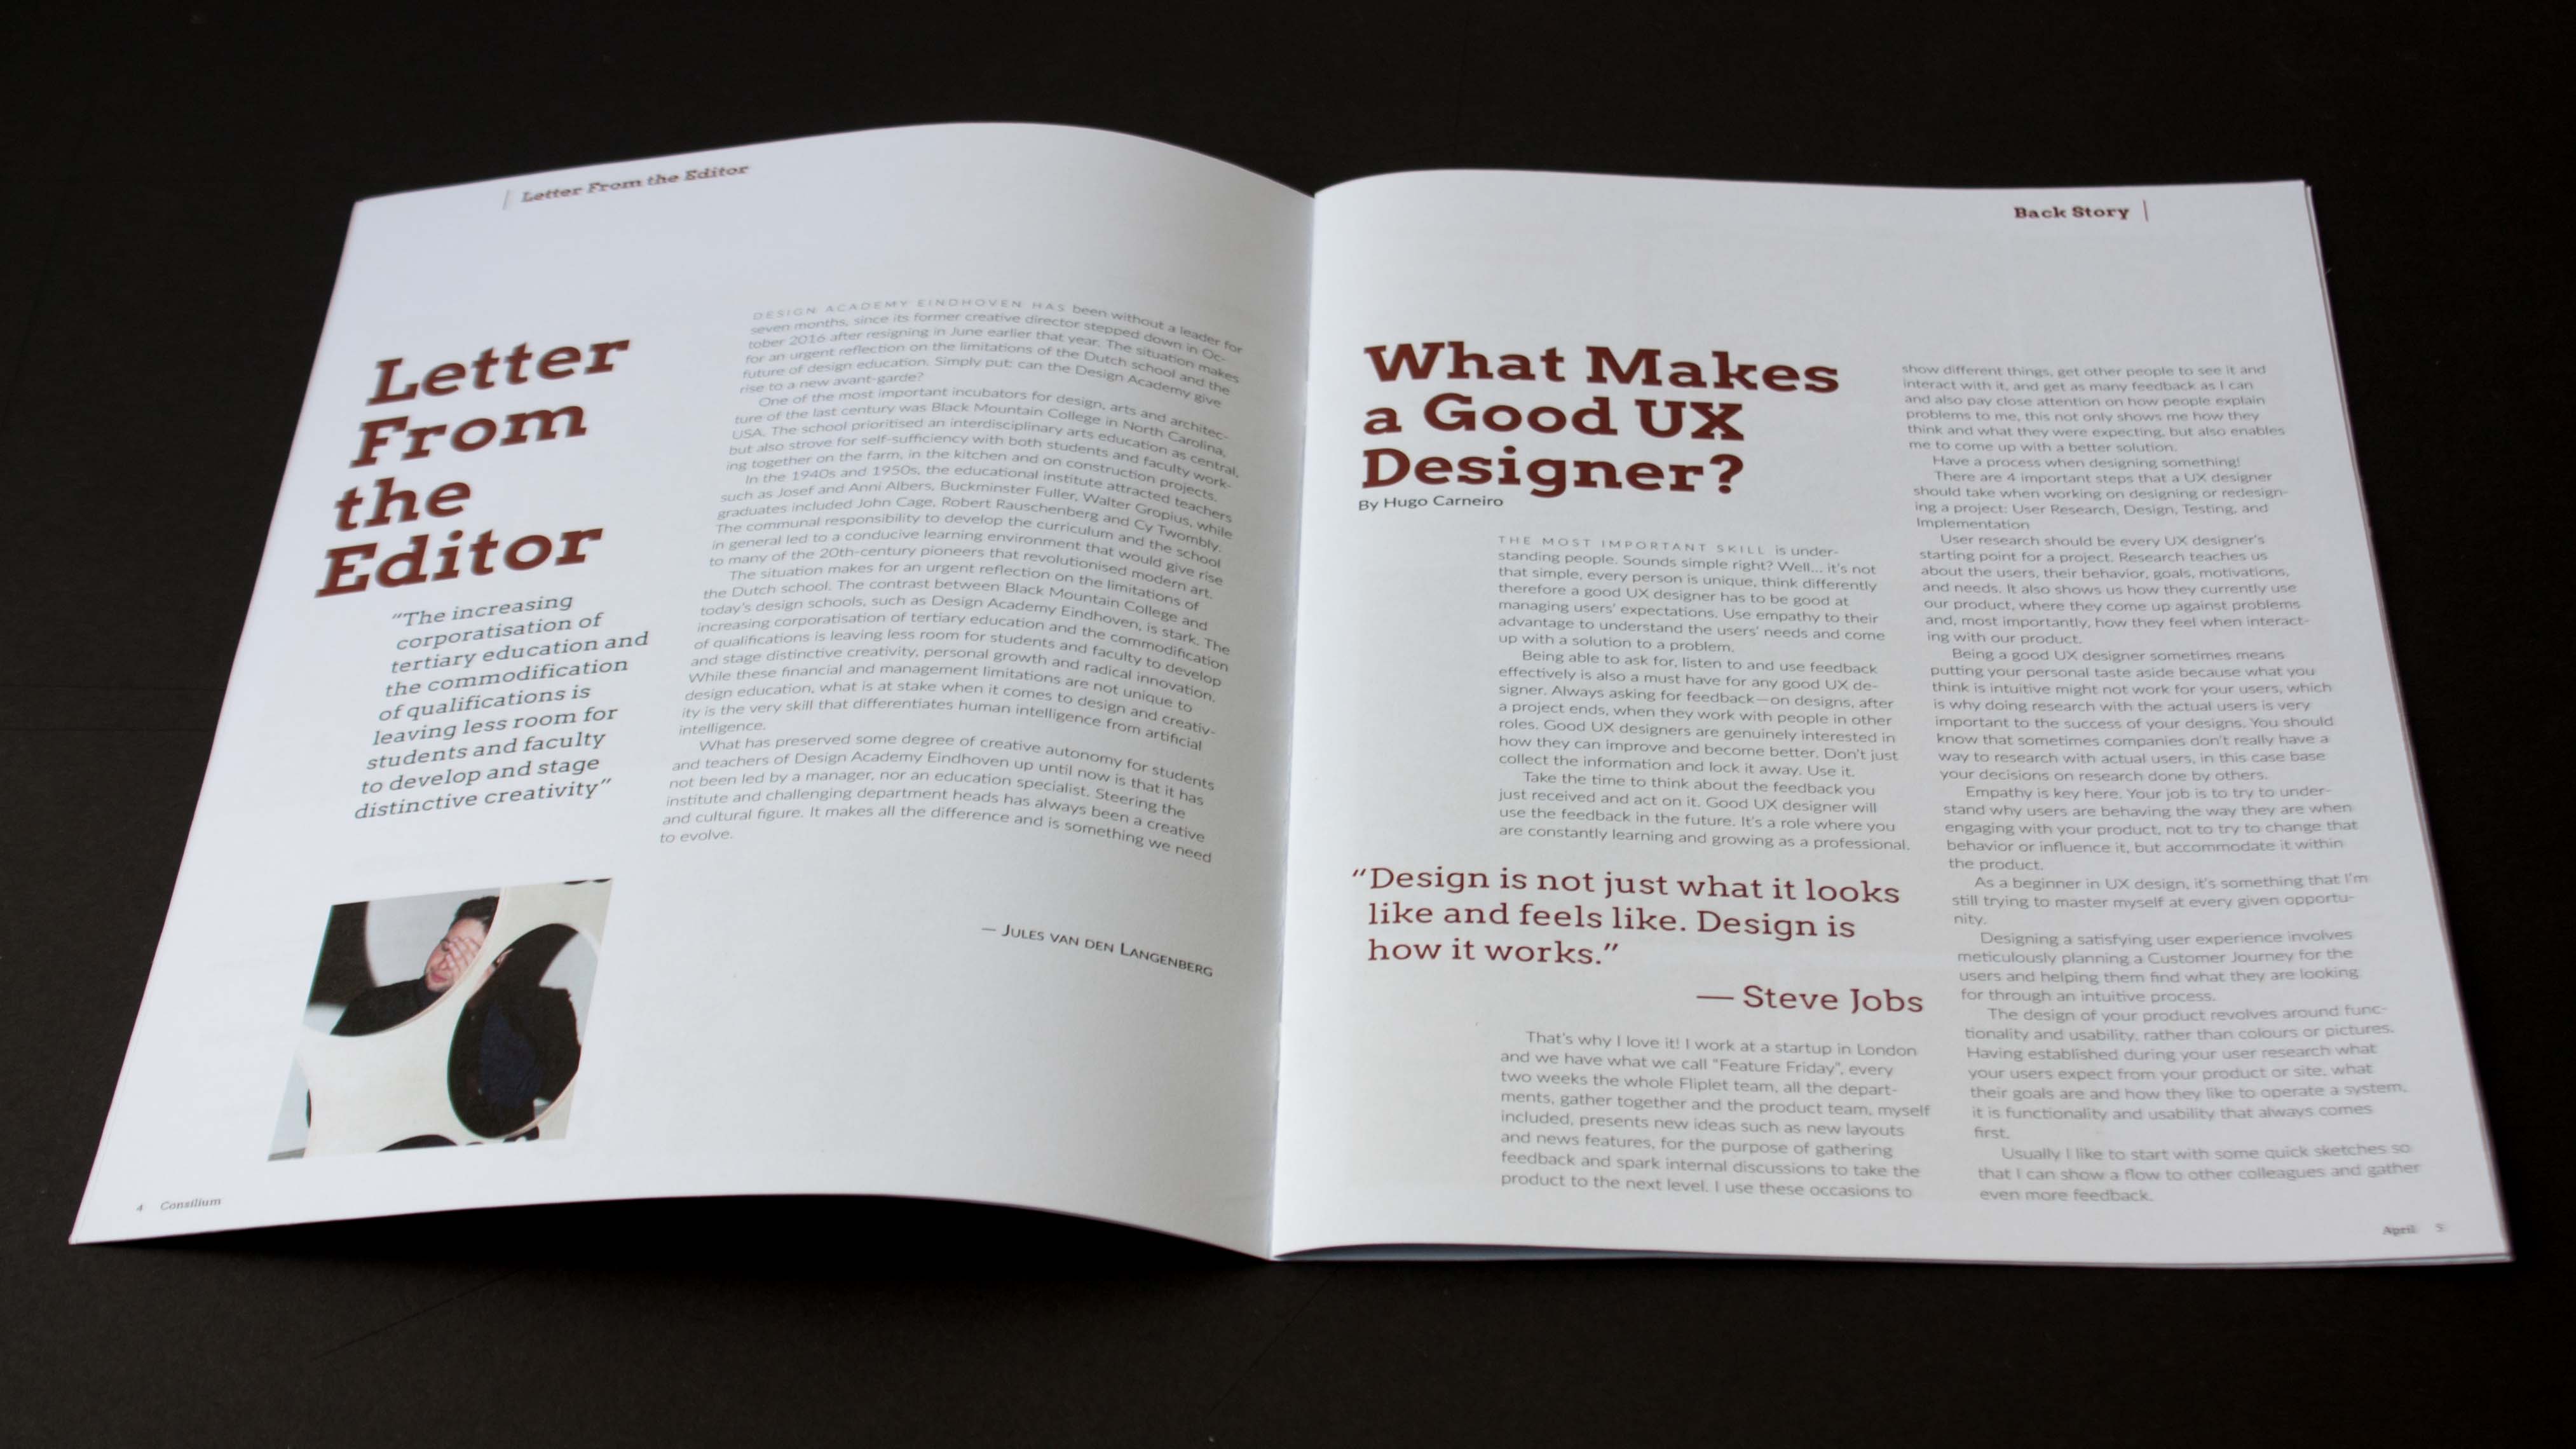 Letter From the Editor
Letter
From
the
Editor
“The increasing
corporatisation of
tertiary education and
the commodification
of qualifications is
leaving less room for
students and faculty
to develop and stage
distinctive creativity”
DESIGN ACADEMY EINDHOVEN HAS been without a leader for
seven months, since its former creative director stepped down in Oc-
tober 2016 after resigning in June earlier that year. The situation makes
for an urgent reflection on the limitations of the Dutch school and the
future of design education. Simply put: can the Design Academy give
rise to a new avant-garde?
One of the most important incubators for design, arts and architec-
ture of the last century was Black Mountain College in North Carolina,
USA. The school prioritised an interdisciplinary arts education as central,
but also strove for self-sufficiency with both students and faculty work-
ing together on the farm, in the kitchen and on construction projects.
In the 1940s and 1950s, the educational institute attracted teachers
such as Josef and Anni Albers, Buckminster Fuller, Walter Gropius, while
graduates included John Cage, Robert Rauschenberg and Cy Twombly.
The communal responsibility to develop the curriculum and the school
in general led to a conducive learning environment that would give rise
to many of the 20th-century pioneers that revolutionised modern art.
The situation makes for an urgent reflection on the limitations of
the Dutch school. The contrast between Black Mountain College and
today's design schools, such as Design Academy Eindhoven, is stark. The
increasing corporatisation of tertiary education and the commodification
of qualifications is leaving less room for students and faculty to develop
and stage distinctive creativity, personal growth and radical innovation.
While these financial and management limitations are not unique to
design education, what is at stake when it comes to design and creativ-
ity is the very skill that differentiates human intelligence from artificial
intelligence.
What has preserved some degree of creative autonomy for students
and teachers of Design Academy Eindhoven up until now is that it has
not been led by a manager, nor an education specialist. Steering the
institute and challenging department heads has always been a creative
and cultural figure. It makes all the difference and is something we need
to evolve.
— JULES VAN DEN LANGENBERG
4 Consilium
Back Story
What Makes
a Good UX
Designer?
By Hugo Carneiro
THE MOST IMPORTANT SKILL is under-
standing people. Sounds simple right? Well... it's not
that simple, every person is unique, think differently
therefore a good UX designer has to be good at
managing users' expectations. Use empathy to their
advantage to understand the users' needs and come
up with a solution to a problem.
Being able to ask for, listen to and use feedback
effectively is also a must have for any good UX de-
signer. Always asking for feedback—on designs, after
a project ends, when they work with people in other
roles. Good UX designers are genuinely interested in
how they can improve and become better. Don't just
collect the information and lock it away. Use it.
Take the time to think about the feedback you
just received and act on it. Good UX designer will
use the feedback in the future. It's a role where you
are constantly learning and growing as a professional.
“Design is not just what it looks
like and feels like. Design is
how it works.”
— Steve Jobs
That's why I love it! I work at a startup in London
and we have what we call “Feature Friday”, every
two weeks the whole Fliplet team, all the depart-
ments, gather together and the product team, myself
included, presents new ideas such as new layouts
and news features, for the purpose of gathering
feedback and spark internal discussions to take the
product to the next level. I use these occasions to
show different things, get other people to see it and
interact with it, and get as many feedback as I can
and also pay close attention on how people explain
problems to me, this not only shows me how they
think and what they were expecting, but also enables
me to come up with a better solution.
Have a process when designing something!
There are 4 important steps that a UX designer
should take when working on designing or redesign-
ing a project: User Research, Design, Testing, and
Implementation
User research should be every UX designer's
starting point for a project. Research teaches us
about the users, their behavior, goals, motivations,
and needs. It also shows us how they currently use
our product, where they come up against problems
and, most importantly, how they feel when interact-
ing with our product.
Being a good UX designer sometimes means
putting your personal taste aside because what you
think is intuitive might not work for your users, which
is why doing research with the actual users is very
important to the success of your designs. You should
know that sometimes companies don't really have a
way to research with actual users, in this case base
your decisions on research done by others.
Empathy is key here. Your job is to try to under-
stand why users are behaving the way they are when
engaging with your product, not to try to change that
behavior or influence it, but accommodate it within
the product.
As a beginner in UX design, it's something that I'm
still trying to master myself at every given opportu-
nity.
Designing a satisfying user experience involves
meticulously planning a Customer Journey for the
users and helping them find what they are looking
for through an intuitive process.
The design of your product revolves around func-
tionality and usability, rather than colours or pictures.
Having established during your user research what
your users expect from your product or site, what
their goals are and how they like to operate a system,
it is functionality and usability that always comes
first.
Usually I like to start with some quick sketches so
that I can show a flow to other colleagues and gather
even more feedback.
April 5